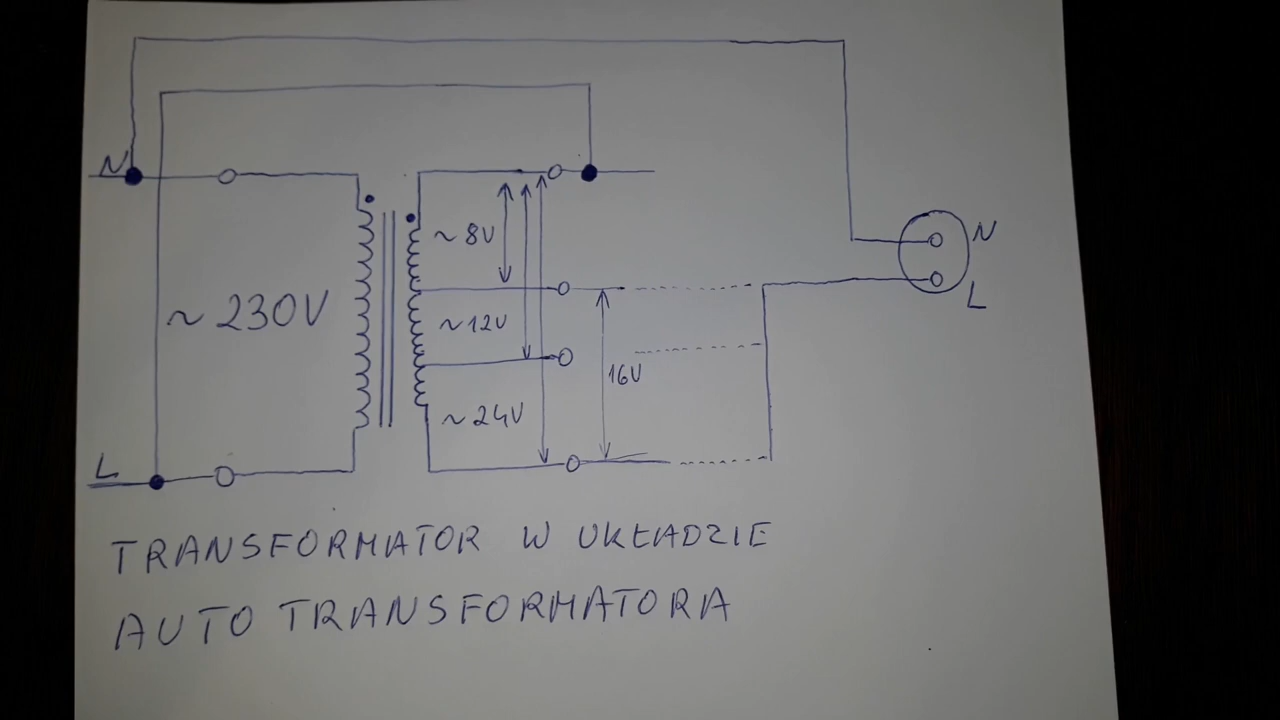 N
N
~ 8V
~ 230V
~ 12V
L
16V
~ 24V
L
TRANSFORMATOR W UKŁADZIE
AUTO TRANSFORMATORA